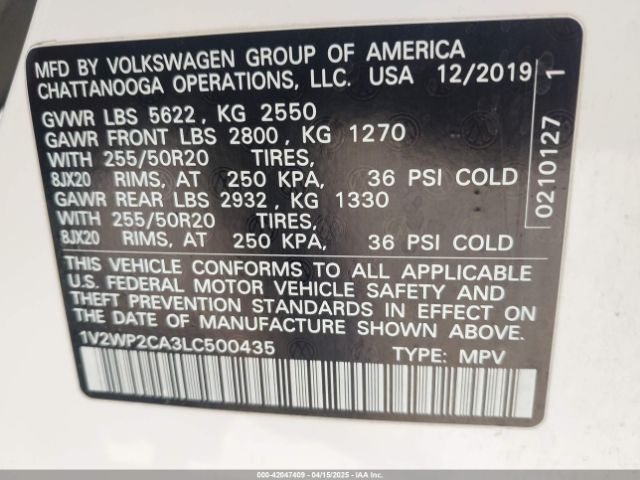 MFD BY VOLKSWAGEN GROUP OF AMERICA
CHATTANOOGA OPERATIONS, LLC. USA 12/2019
GVWR LBS 5622, KG 2550
GAWR FRONT LBS 2800, KG 1270
WITH 255/50R20 TIRES,
8JX20 RIMS, AT 250 KPA, 36 PSI COLD
GAWR REAR LBS 2932, KG 1330
WITH 255/50R20 TIRES,
8JX20 RIMS, AT 250 KPA, 36 PSI COLD
THIS VEHICLE CONFORMS TO ALL APPLICABLE
U.S. FEDERAL MOTOR VEHICLE SAFETY AND
THEFT PREVENTION STANDARDS IN EFFECT ON
THE DATE OF MANUFACTURE SHOWN ABOVE.
1V2WP2CA3LC500435 TYPE: MPV
0210127 1
000-42047409 - 04/15/2025 - IAAI.CA